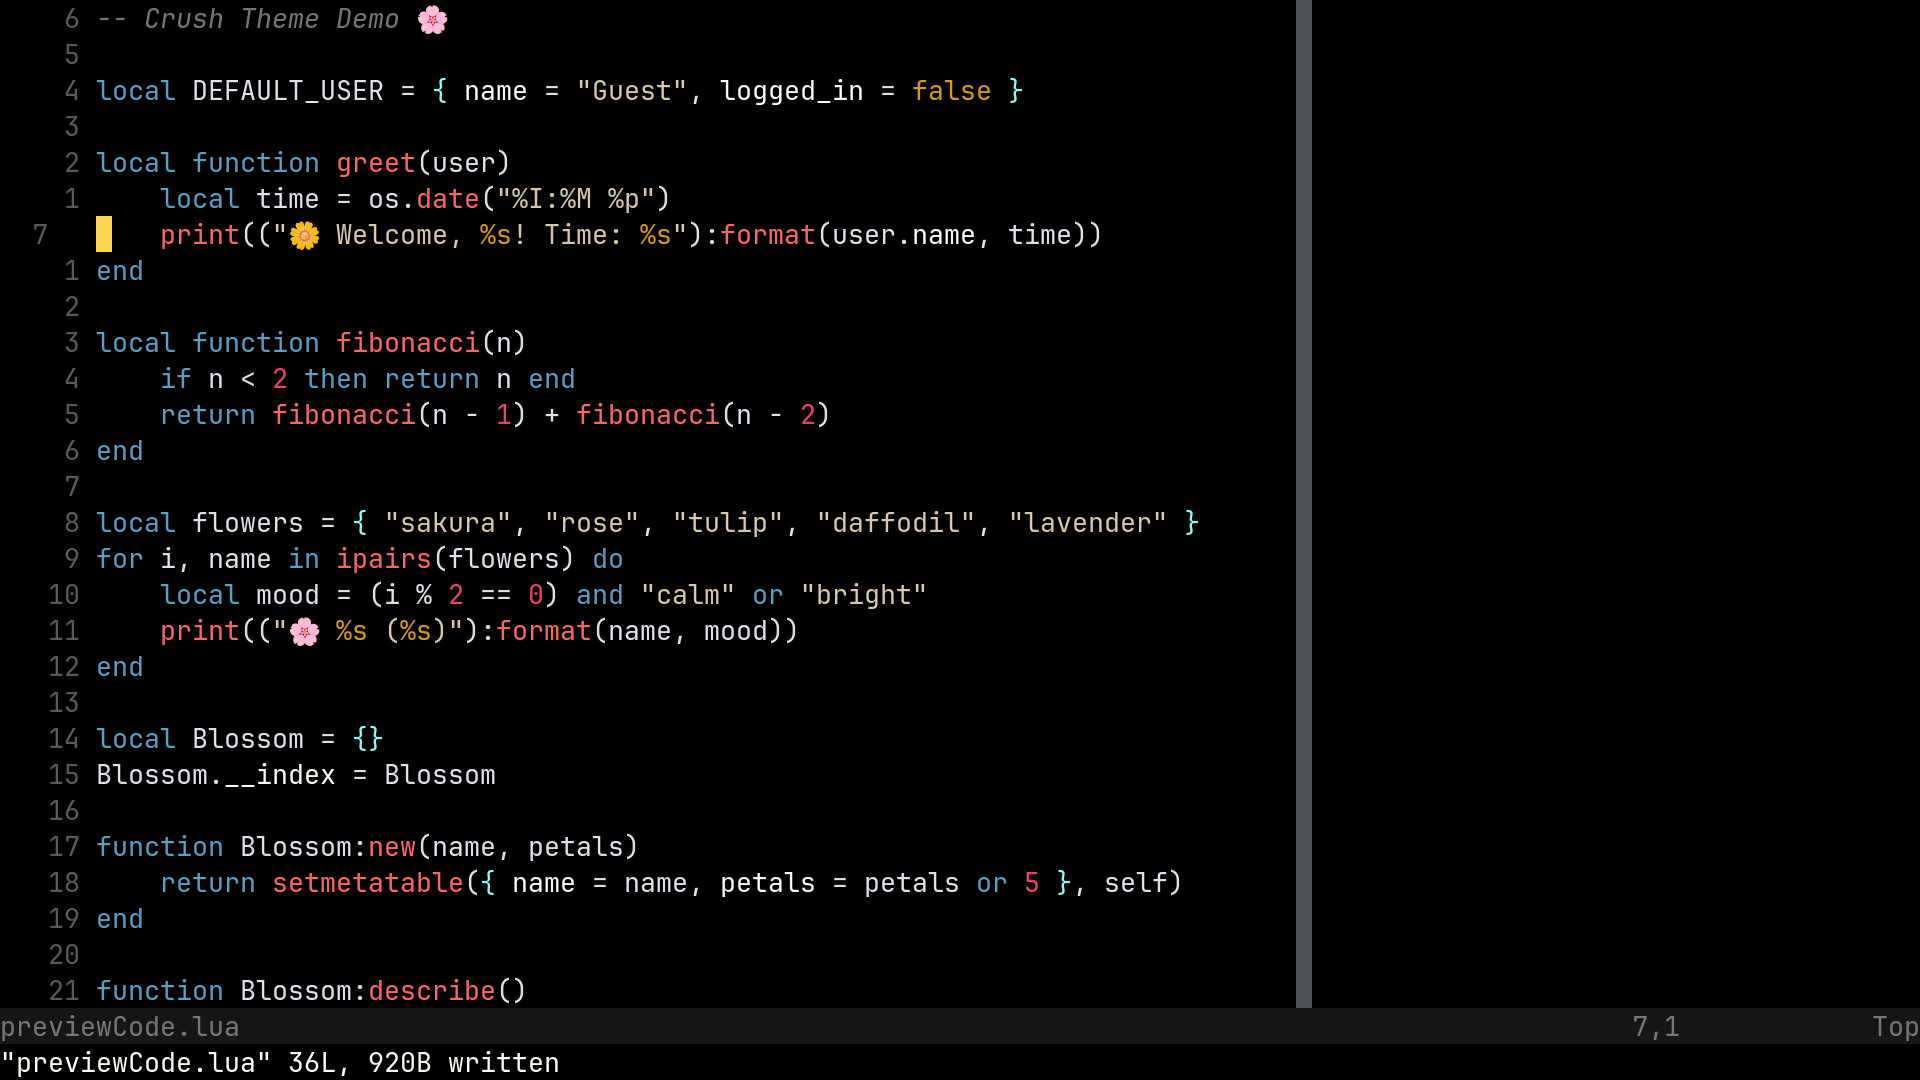 6 -- Crush Theme Demo 🌸
5
4 local DEFAULT_USER = { name = "Guest", logged_in = false }
3
2 local function greet(user)
1     local time = os.date("%I:%M %p")
7     print(("🌼 Welcome, %s! Time: %s"):format(user.name, time))
1 end
2
3 local function fibonacci(n)
4     if n < 2 then return n end
5     return fibonacci(n - 1) + fibonacci(n - 2)
6 end
7
8 local flowers = { "sakura", "rose", "tulip", "daffodil", "lavender" }
9 for i, name in ipairs(flowers) do
10     local mood = (i % 2 == 0) and "calm" or "bright"
11     print(("🌸 %s (%s)"):format(name, mood))
12 end
13
14 local Blossom = {}
15 Blossom.__index = Blossom
16
17 function Blossom:new(name, petals)
18     return setmetatable({ name = name, petals = petals or 5 }, self)
19 end
20
21 function Blossom:describe()
previewCode.lua 7,1 Top
"previewCode.lua" 36L, 920B written